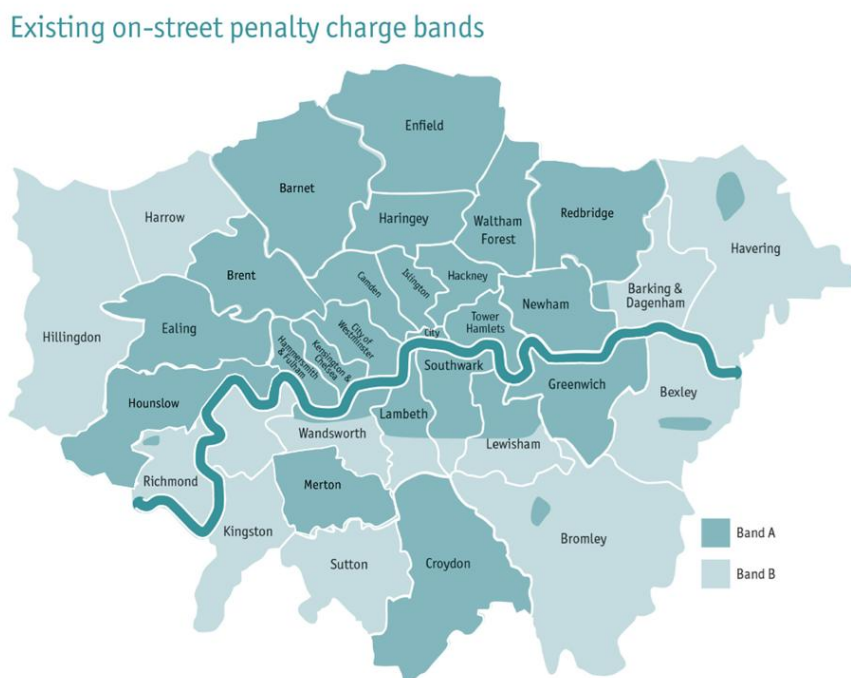 Existing on-street penalty charge bands
Enfield
Barnet
Harrow
Haringey
Waltham
Forest
Redbridge
Havering
Brent
Camden
Islington
Hackney
Barking &
Dagenham
Newham
Hillingdon
Ealing
City of
Westminster
City
Tower
Hamlets
Hammersmith
& Fulham
Kensington &
Chelsea
Southwark
Greenwich
Bexley
Hounslow
Lambeth
Wandsworth
Lewisham
Richmond
Merton
Kingston
Sutton
Croydon
Bromley
Band A
Band B